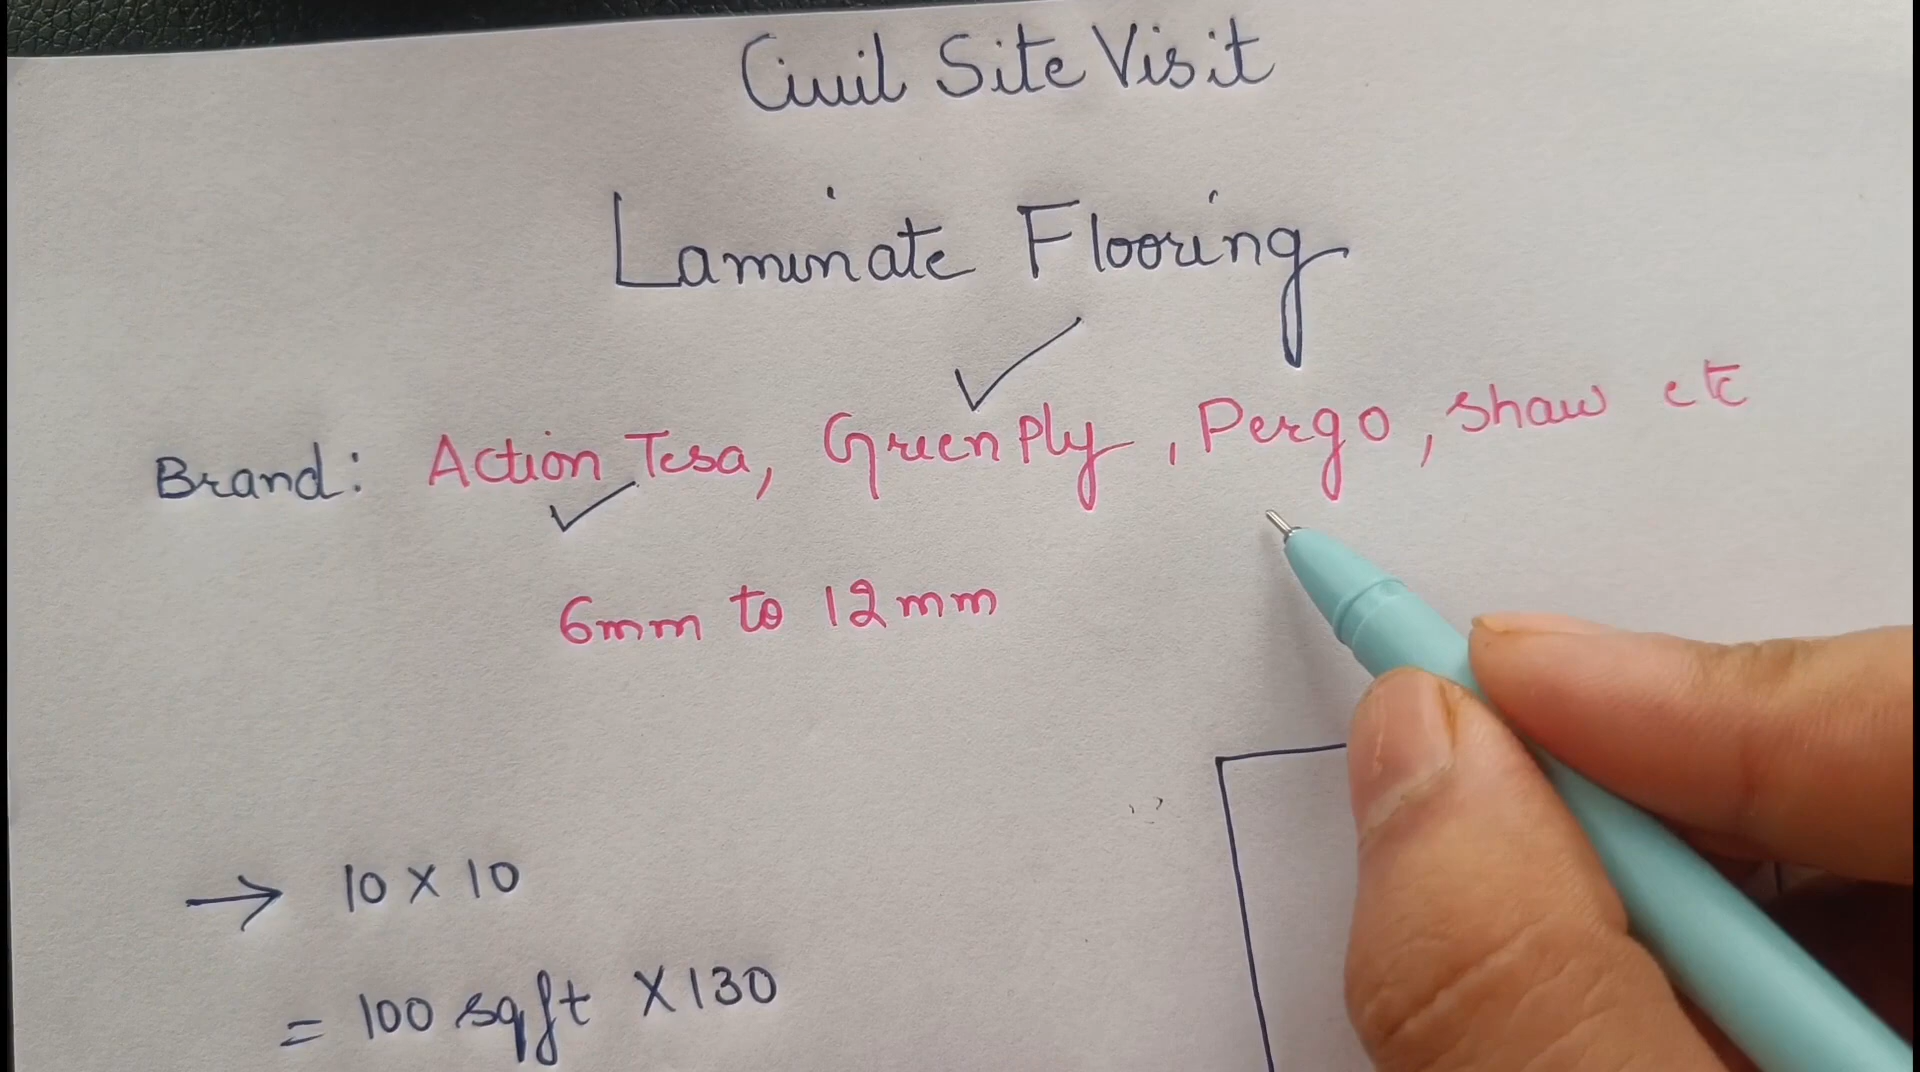 Civil Site Visit
Laminate Flooring
Brand: Action Tesa, Greenply, Pergo, Shaw etc
6mm to 12mm
→ 10 X 10
= 100 sqft X 130